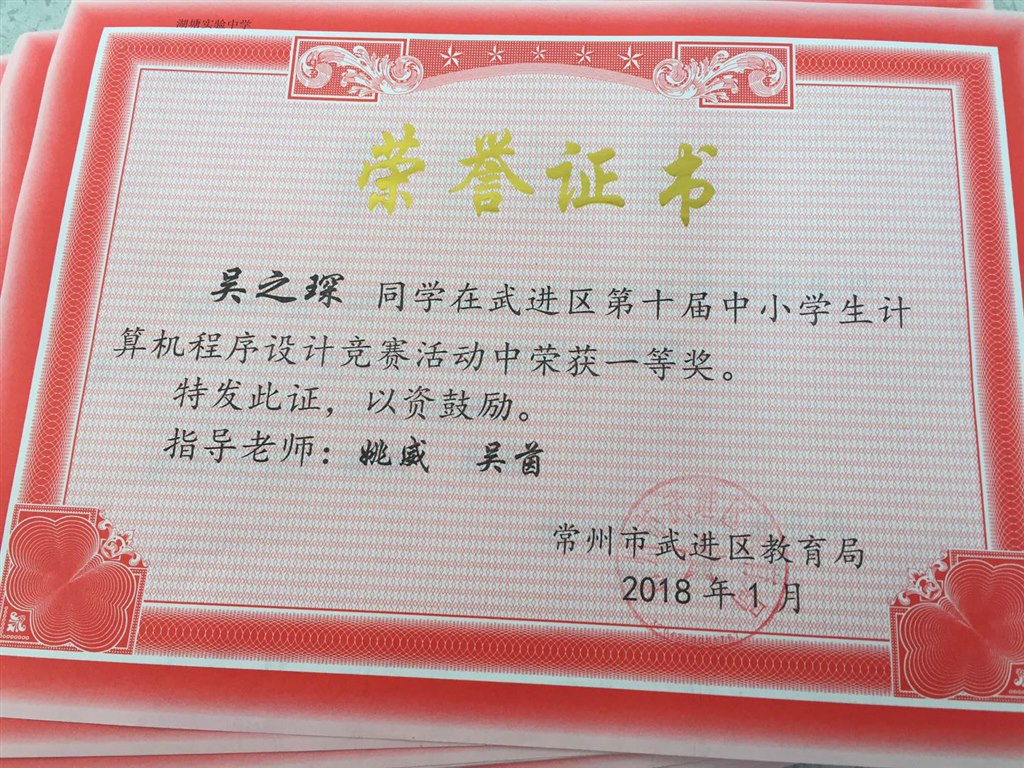 湖塘实验中学
荣誉证书
吴之琛 同学在武进区第十届中小学生计
算机程序设计竞赛活动中荣获一等奖。
特发此证，以资鼓励。
指导老师：姚威 吴茵
常州市武进区教育局
2018年1月